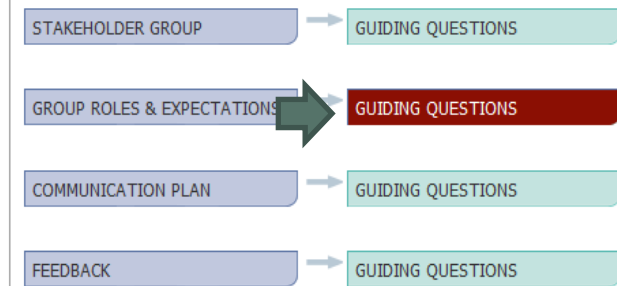 STAKEHOLDER GROUP GUIDING QUESTIONS
GROUP ROLES & EXPECTATIONS GUIDING QUESTIONS
COMMUNICATION PLAN GUIDING QUESTIONS
FEEDBACK GUIDING QUESTIONS